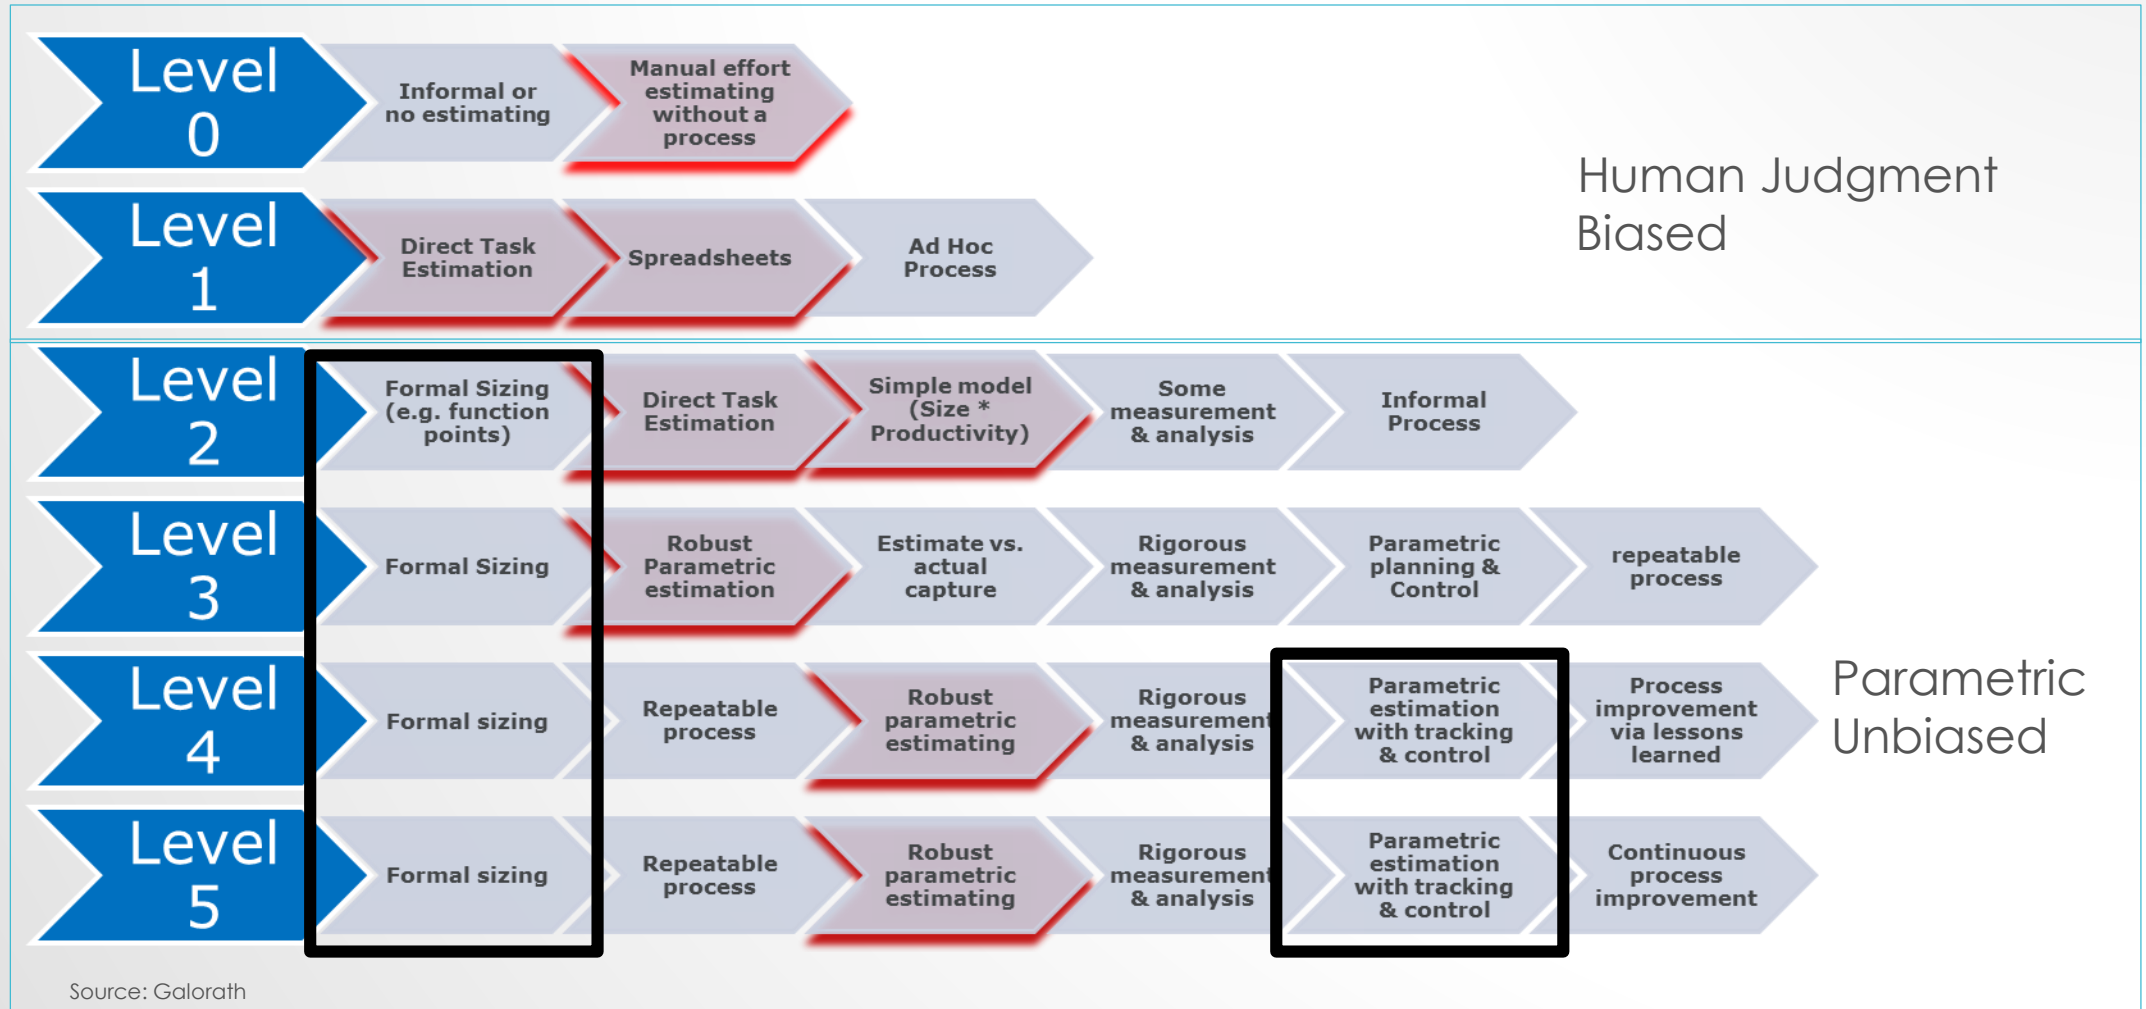 Level
0
Informal or
no estimating
Manual effort
estimating
without a
process
Human Judgment
Biased
Level
1
Direct Task
Estimation
Spreadsheets
Ad Hoc
Process
Level
2
Formal Sizing
(e.g. function
points)
Direct Task
Estimation
Simple model
(Size *
Productivity)
Some
measurement
& analysis
Informal
Process
Level
3
Formal Sizing
Robust
Parametric
estimation
Estimate vs.
actual
capture
Rigorous
measurement
& analysis
Parametric
planning &
Control
repeatable
process
Level
4
Formal sizing
Repeatable
process
Robust
parametric
estimating
Rigorous
measurement
& analysis
Parametric
estimation
with tracking
& control
Process
improvement
via lessons
learned
Parametric
Unbiased
Level
5
Formal sizing
Repeatable
process
Robust
parametric
estimating
Rigorous
measurement
& analysis
Parametric
estimation
with tracking
& control
Continuous
process
improvement
Source: Galorath